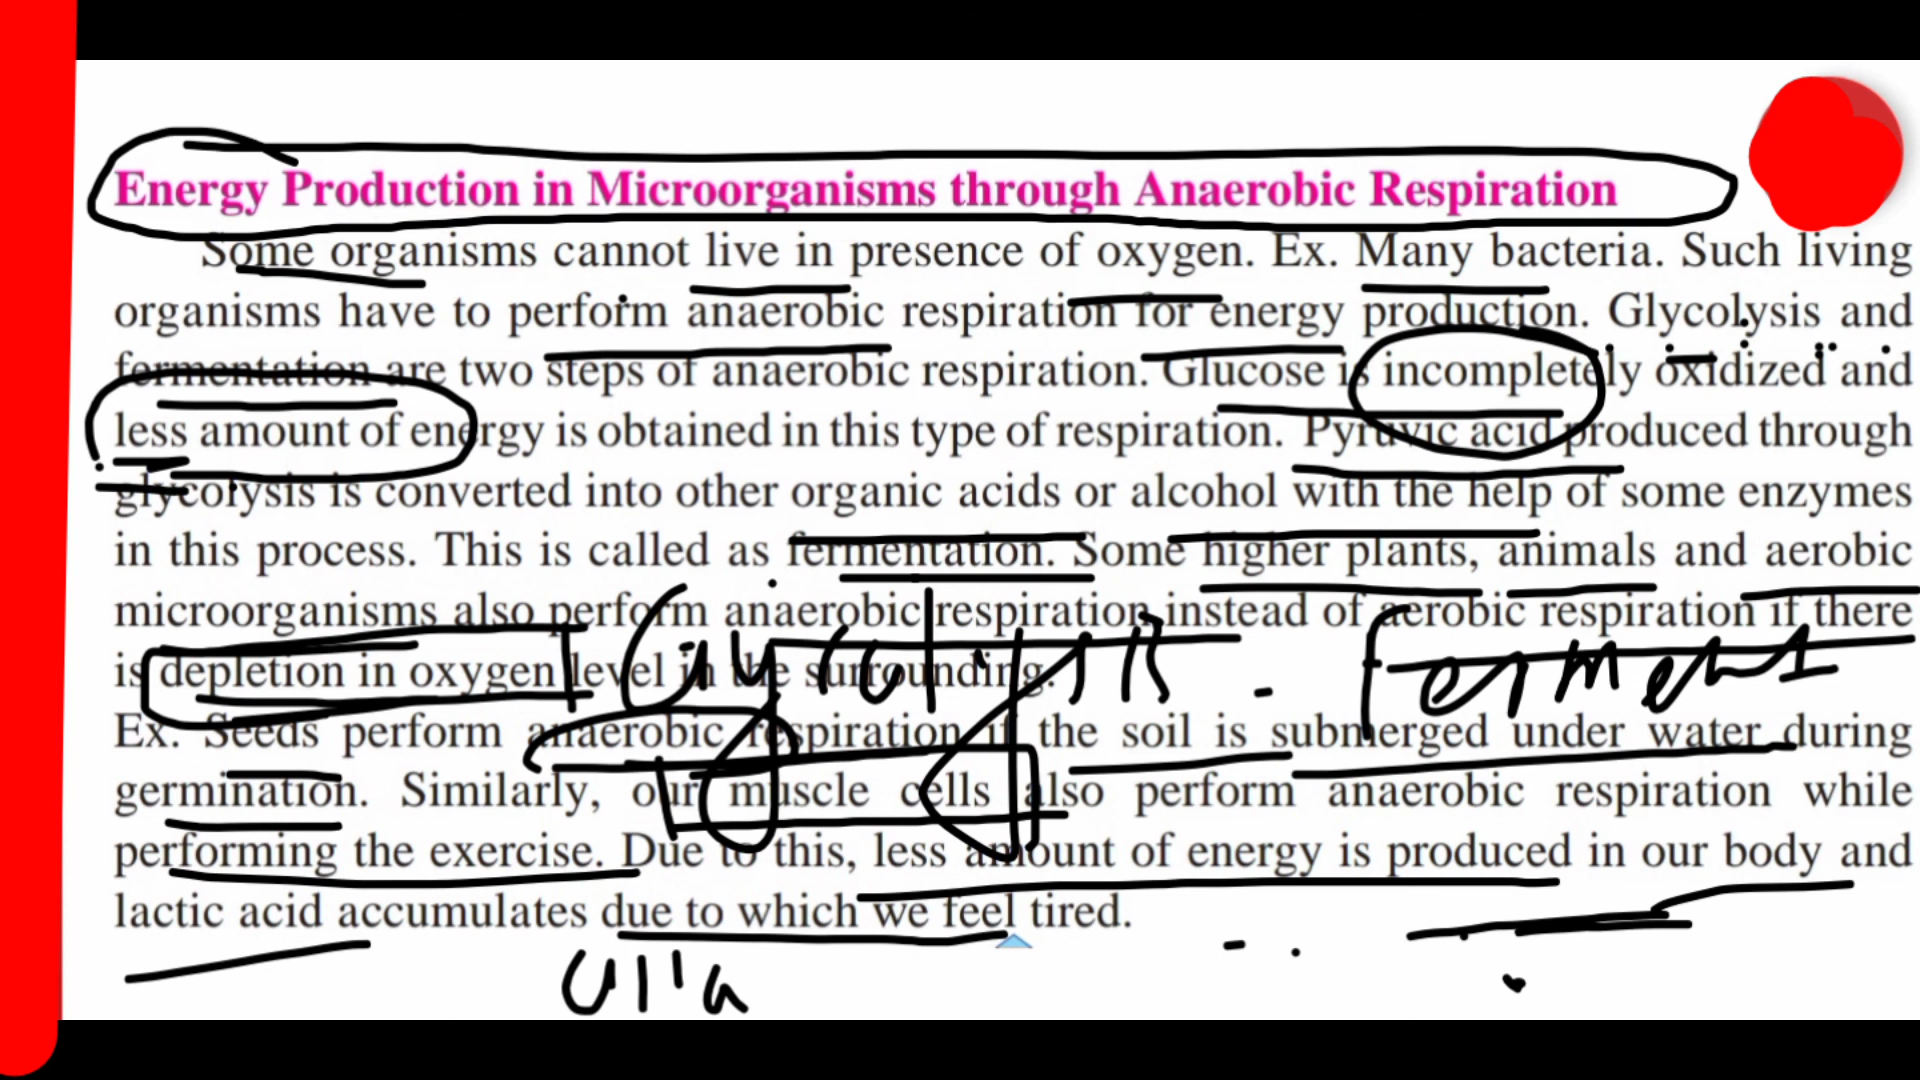 Energy Production in Microorganisms through Anaerobic Respiration
Some organisms cannot live in presence of oxygen. Ex. Many bacteria. Such living
organisms have to perform anaerobic respiration for energy production. Glycolysis and
fermentation are two steps of anaerobic respiration. Glucose is incompletely oxidized and
less amount of energy is obtained in this type of respiration. Pyruvic acid produced through
glycolysis is converted into other organic acids or alcohol with the help of some enzymes
in this process. This is called as fermentation. Some higher plants, animals and aerobic
microorganisms also perform anaerobic respiration instead of aerobic respiration if there
is depletion in oxygen level in the surrounding.
Ex. Seeds perform anaerobic respiration if the soil is submerged under water during
germination. Similarly, our muscle cells also perform anaerobic respiration while
performing the exercise. Due to this, less amount of energy is produced in our body and
lactic acid accumulates due to which we feel tired.